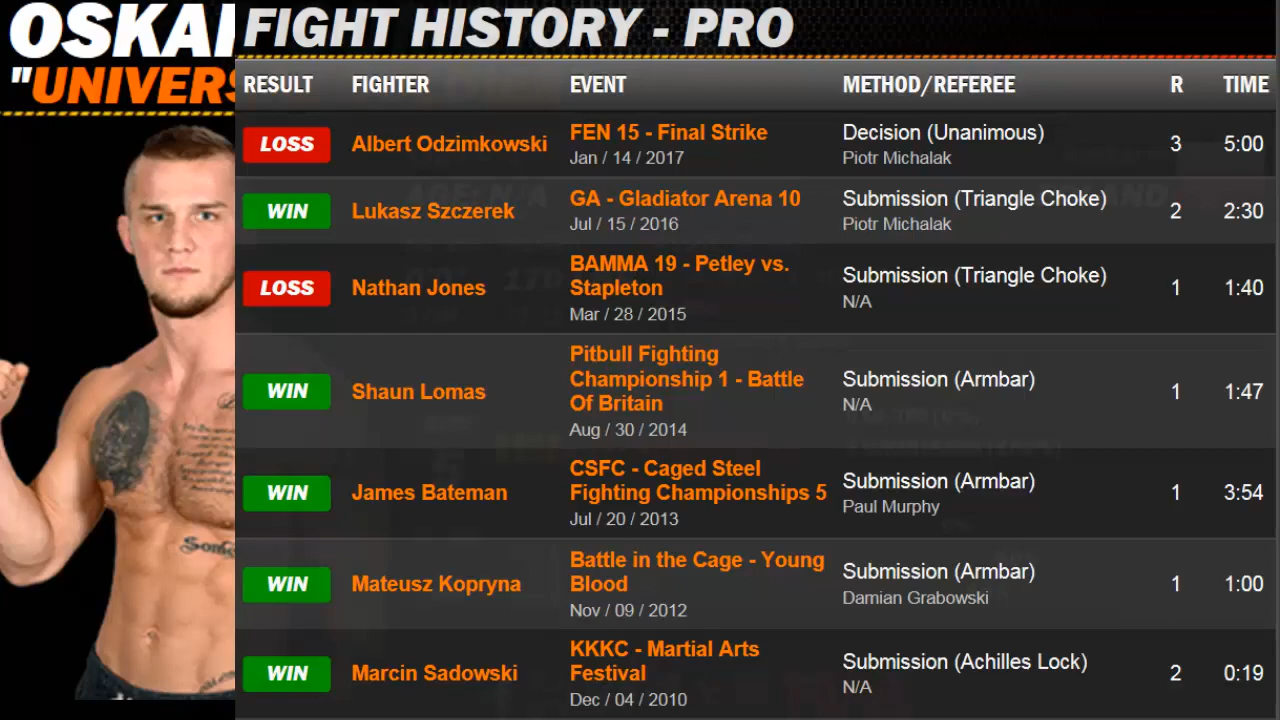 OSKAI
"UNIVERS
FIGHT HISTORY - PRO
RESULT FIGHTER EVENT METHOD/REFEREE R TIME
LOSS Albert Odzimkowski FEN 15 - Final Strike Decision (Unanimous) 3 5:00
Jan / 14 / 2017 Piotr Michalak
WIN Lukasz Szczerek GA - Gladiator Arena 10 Submission (Triangle Choke) 2 2:30
Jul / 15 / 2016 Piotr Michalak
LOSS Nathan Jones BAMMA 19 - Petley vs. Submission (Triangle Choke) 1 1:40
Stapleton N/A
Mar / 28 / 2015
WIN Shaun Lomas Pitbull Fighting Submission (Armbar) 1 1:47
Championship 1 - Battle N/A
Of Britain
Aug / 30 / 2014
WIN James Bateman CSFC - Caged Steel Submission (Armbar) 1 3:54
Fighting Championships 5 Paul Murphy
Jul / 20 / 2013
WIN Mateusz Kopryna Battle in the Cage - Young Submission (Armbar) 1 1:00
Blood Damian Grabowski
Nov / 09 / 2012
WIN Marcin Sadowski KKKC - Martial Arts Submission (Achilles Lock) 2 0:19
Festival N/A
Dec / 04 / 2010